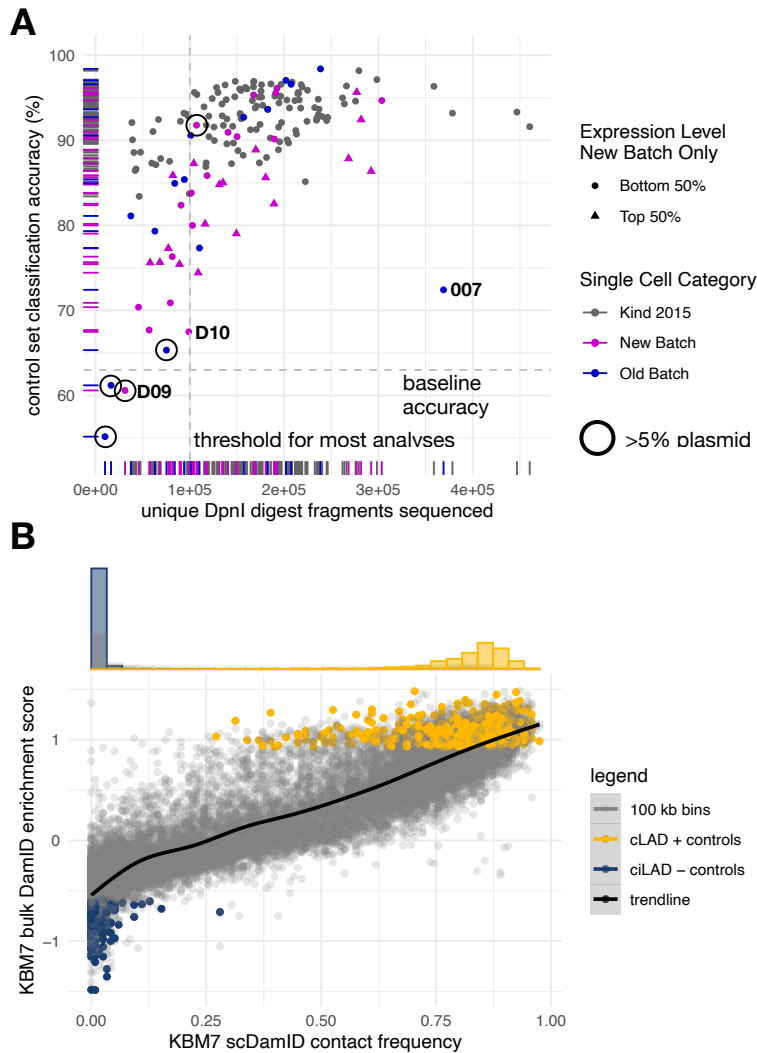 A
control set classification accuracy (%)
100
90
80
70
60
007
D10
D09
baseline
accuracy
threshold for most analyses
0e+00
1e+05
2e+05
3e+05
4e+05
unique DpnI digest fragments sequenced
Expression Level
New Batch Only
Bottom 50%
Top 50%
Single Cell Category
Kind 2015
New Batch
Old Batch
>5% plasmid
B
KBM7 bulk DamID enrichment score
1
0
−1
0.00
0.25
0.50
0.75
1.00
KBM7 scDamID contact frequency
legend
100 kb bins
cLAD + controls
ciLAD − controls
trendline